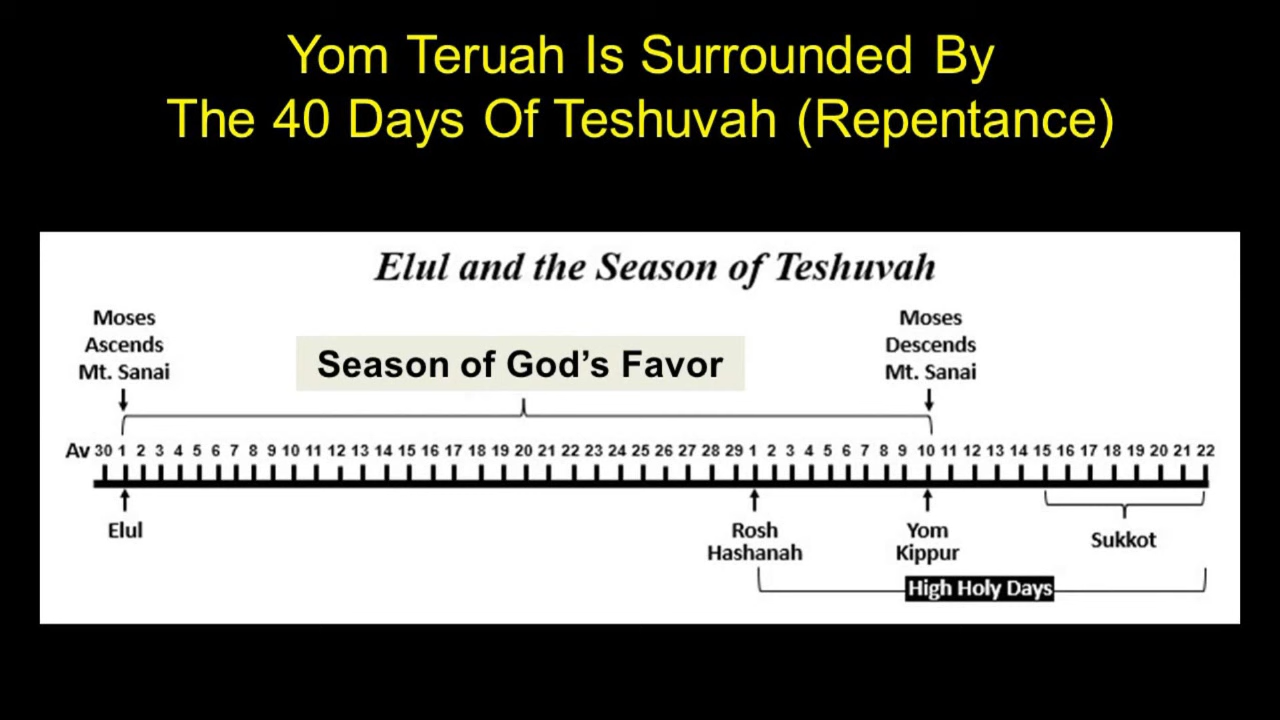 Yom Teruah Is Surrounded By
The 40 Days Of Teshuvah (Repentance)
Elul and the Season of Teshuvah
Moses
Ascends
Mt. Sanai
Season of God's Favor
Moses
Descends
Mt. Sanai
Av 30 1 2 3 4 5 6 7 8 9 10 11 12 13 14 15 16 17 18 19 20 21 22 23 24 25 26 27 28 29 1 2 3 4 5 6 7 8 9 10 11 12 13 14 15 16 17 18 19 20 21 22
Elul
Rosh
Hashanah
Yom
Kippur
Sukkot
High Holy Days